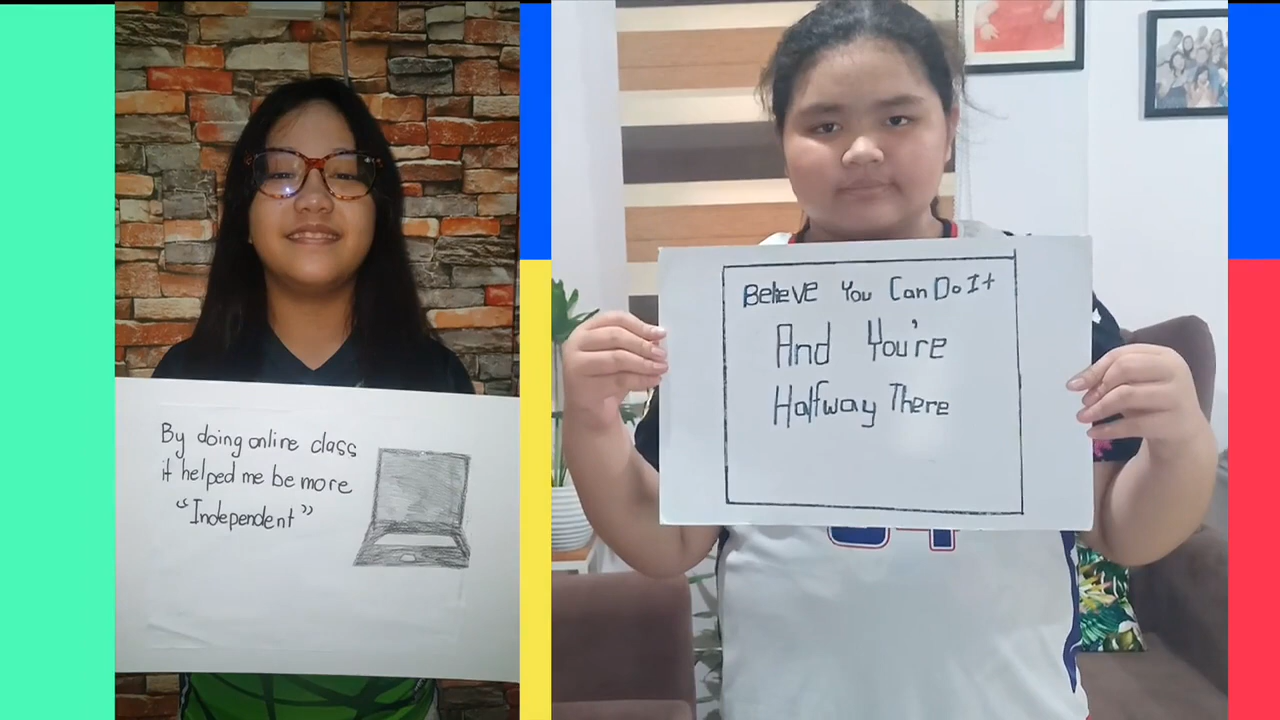 By doing online class
it helped me be more
"Independent"
Believe You Can Do It
And You're
Halfway There